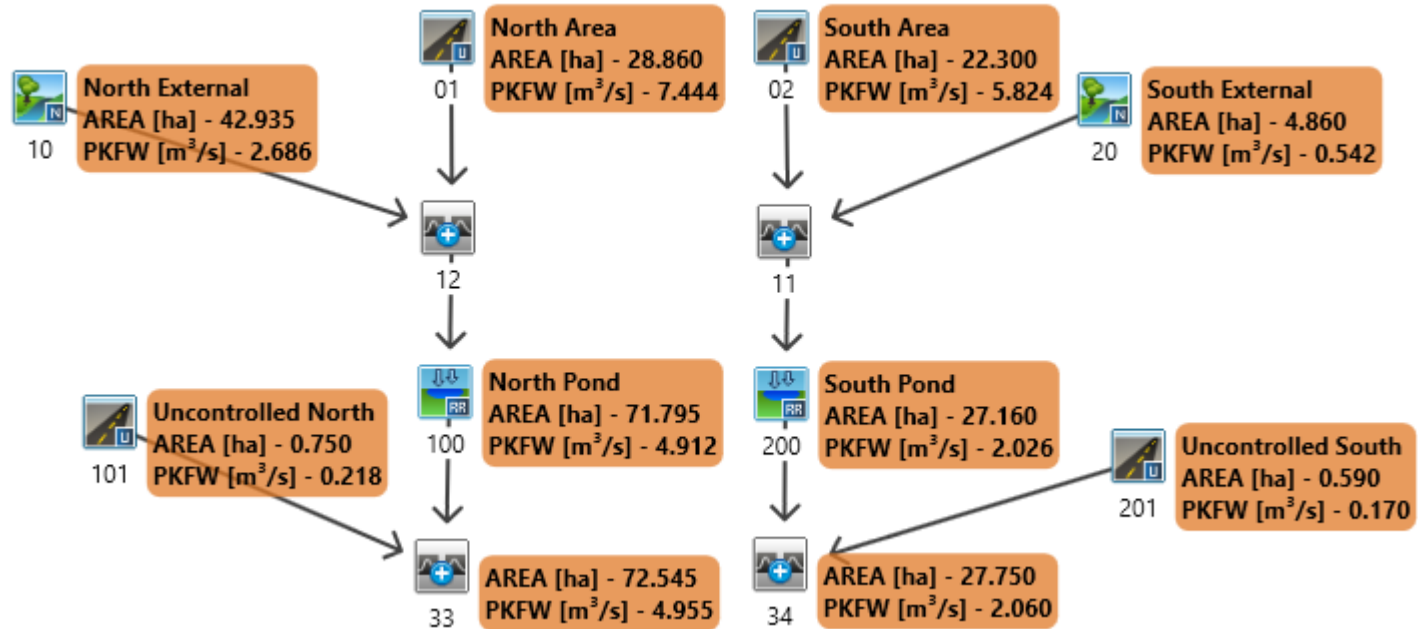 North Area
AREA [ha] - 28.860
PKFW [m³/s] - 7.444
U
01
South Area
AREA [ha] - 22.300
PKFW [m³/s] - 5.824
U
02
North External
AREA [ha] - 42.935
PKFW [m³/s] - 2.686
N
10
South External
AREA [ha] - 4.860
PKFW [m³/s] - 0.542
N
20
12
11
North Pond
AREA [ha] - 71.795
PKFW [m³/s] - 4.912
RR
100
South Pond
AREA [ha] - 27.160
PKFW [m³/s] - 2.026
RR
200
Uncontrolled North
AREA [ha] - 0.750
PKFW [m³/s] - 0.218
U
101
Uncontrolled South
AREA [ha] - 0.590
PKFW [m³/s] - 0.170
U
201
AREA [ha] - 72.545
PKFW [m³/s] - 4.955
33
AREA [ha] - 27.750
PKFW [m³/s] - 2.060
34